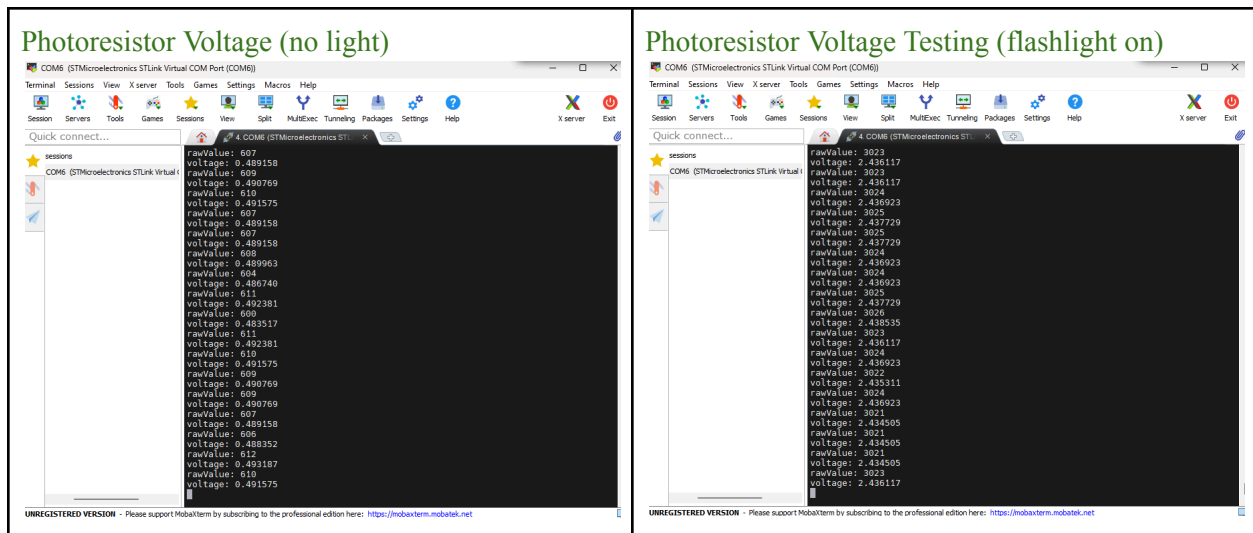 Photoresistor Voltage (no light)
COM6 (STMicroelectronics STLink Virtual COM Port (COM6))
Terminal Sessions View X server Tools Games Settings Macros Help
Session Servers Tools Games Sessions View Split MultiExec Tunneling Packages Settings Help X server Exit
Quick connect...
4. COM6 (STMicroelectronics STL
sessions
COM6 (STMicroelectronics STLink Virtual (
rawValue: 607
voltage: 0.489158
rawValue: 609
voltage: 0.490769
rawValue: 610
voltage: 0.491575
rawValue: 607
voltage: 0.489158
rawValue: 607
voltage: 0.489158
rawValue: 608
voltage: 0.489963
rawValue: 604
voltage: 0.486740
rawValue: 611
voltage: 0.492381
rawValue: 600
voltage: 0.483517
rawValue: 611
voltage: 0.492381
rawValue: 610
voltage: 0.491575
rawValue: 609
voltage: 0.490769
rawValue: 609
voltage: 0.490769
rawValue: 607
voltage: 0.489158
rawValue: 606
voltage: 0.488352
rawValue: 612
voltage: 0.493187
rawValue: 610
voltage: 0.491575
UNREGISTERED VERSION - Please support MobaXterm by subscribing to the professional edition here: https://mobaxterm.mobatek.net
Photoresistor Voltage Testing (flashlight on)
COM6 (STMicroelectronics STLink Virtual COM Port (COM6))
Terminal Sessions View X server Tools Games Settings Macros Help
Session Servers Tools Games Sessions View Split MultiExec Tunneling Packages Settings Help X server Exit
Quick connect...
4. COM6 (STMicroelectronics STL
sessions
COM6 (STMicroelectronics STLink Virtual (
rawValue: 3023
voltage: 2.436117
rawValue: 3023
voltage: 2.436117
rawValue: 3024
voltage: 2.436923
rawValue: 3025
voltage: 2.437729
rawValue: 3025
voltage: 2.437729
rawValue: 3024
voltage: 2.436923
rawValue: 3024
voltage: 2.436923
rawValue: 3025
voltage: 2.437729
rawValue: 3026
voltage: 2.438535
rawValue: 3023
voltage: 2.436117
rawValue: 3024
voltage: 2.436923
rawValue: 3022
voltage: 2.435311
rawValue: 3024
voltage: 2.436923
rawValue: 3021
voltage: 2.434505
rawValue: 3021
voltage: 2.434505
rawValue: 3021
voltage: 2.434505
rawValue: 3023
voltage: 2.436117
UNREGISTERED VERSION - Please support MobaXterm by subscribing to the professional edition here: https://mobaxterm.mobatek.net